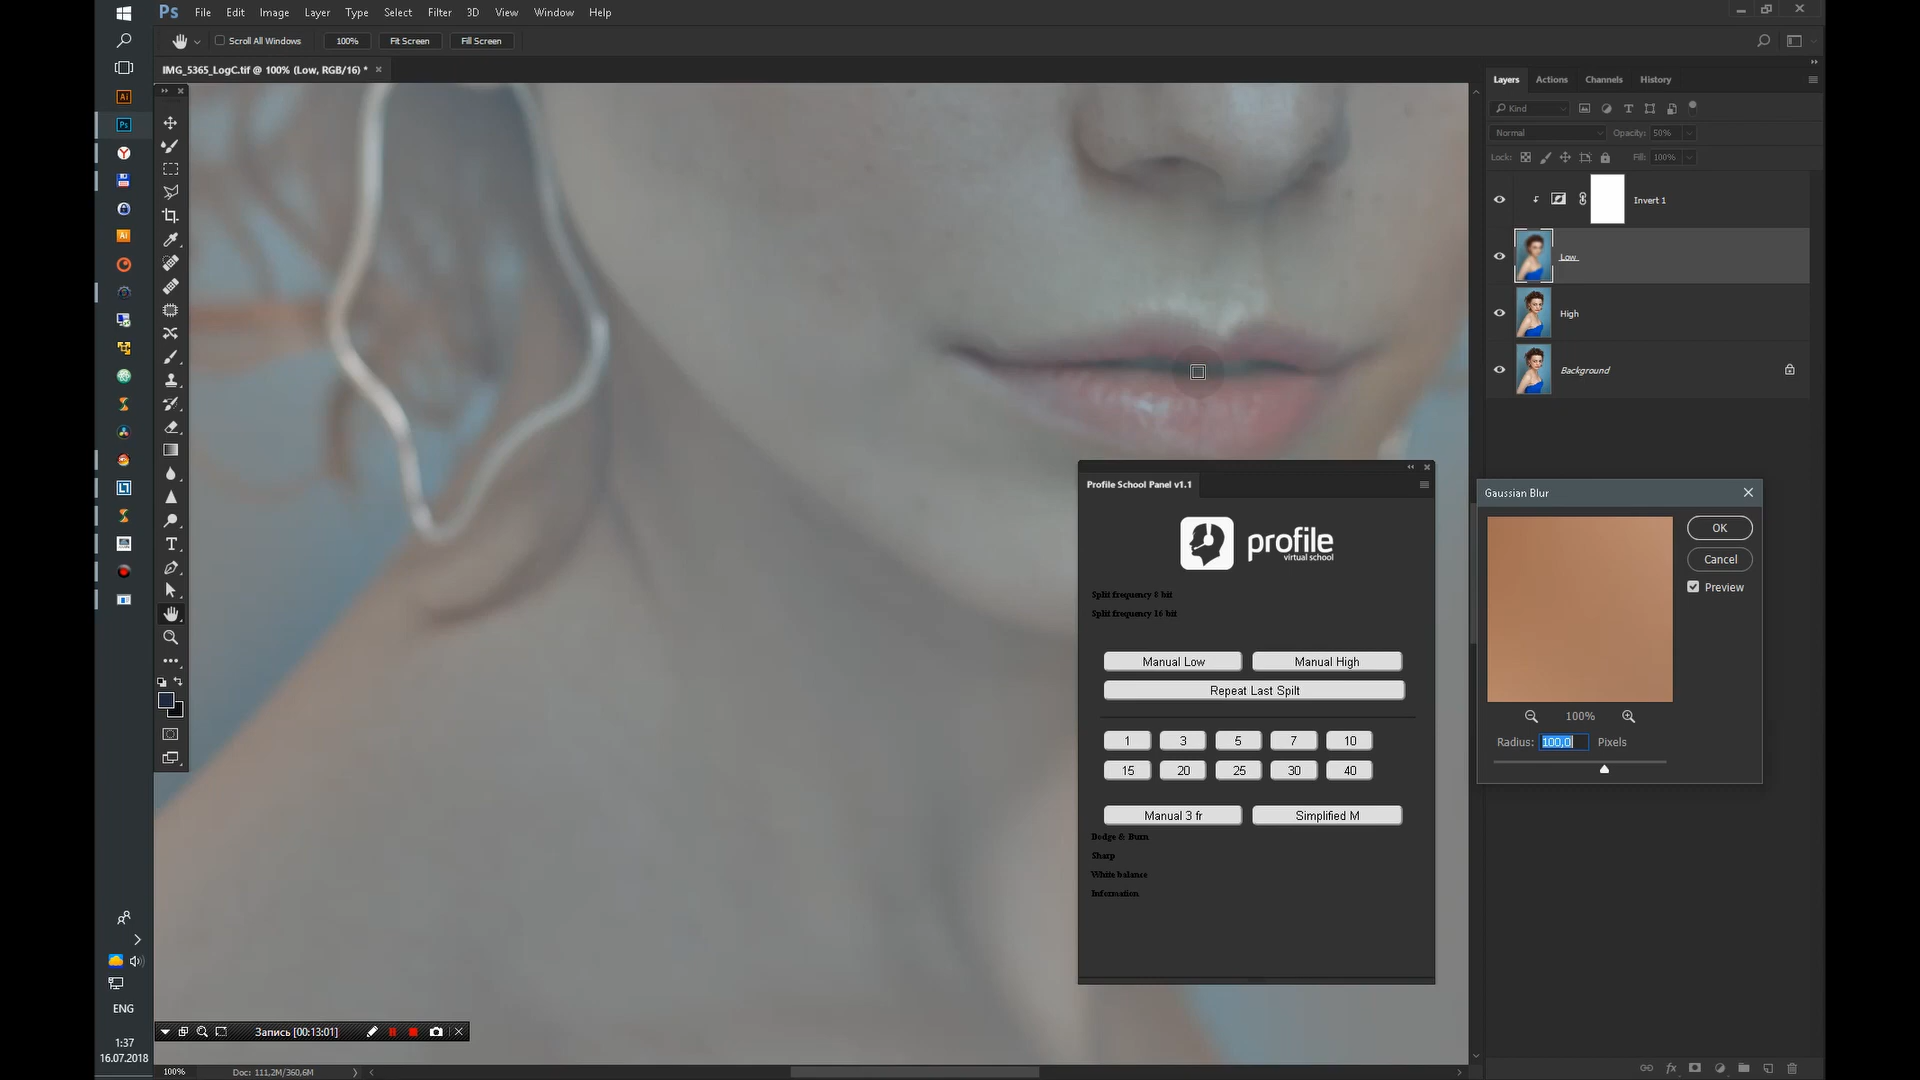 Ps File Edit Image Layer Type Select Filter 3D View Window Help
Scroll All Windows 100% Fit Screen Fill Screen
IMG_5365_LogC.tif @ 100% (Low, RGB/16) *
Layers Actions Channels History
Kind
Normal Opacity: 50%
Lock: Fill: 100%
Invert 1
Low
High
Background
Ai
Ps
Profile School Panel v1.1
profile
virtual school
Split frequency 8 bit
Split frequency 16 bit
Manual Low Manual High
Repeat Last Spilt
1 3 5 7 10
15 20 25 30 40
Manual 3 fr Simplified M
Dodge & Burn
Sharp
White balance
Information
Gaussian Blur
OK
Cancel
Preview
100%
Radius: 100,0 Pixels
ENG
1:37
16.07.2018
Запись [00:13:01]
100% Doc: 111,2M/360,6M